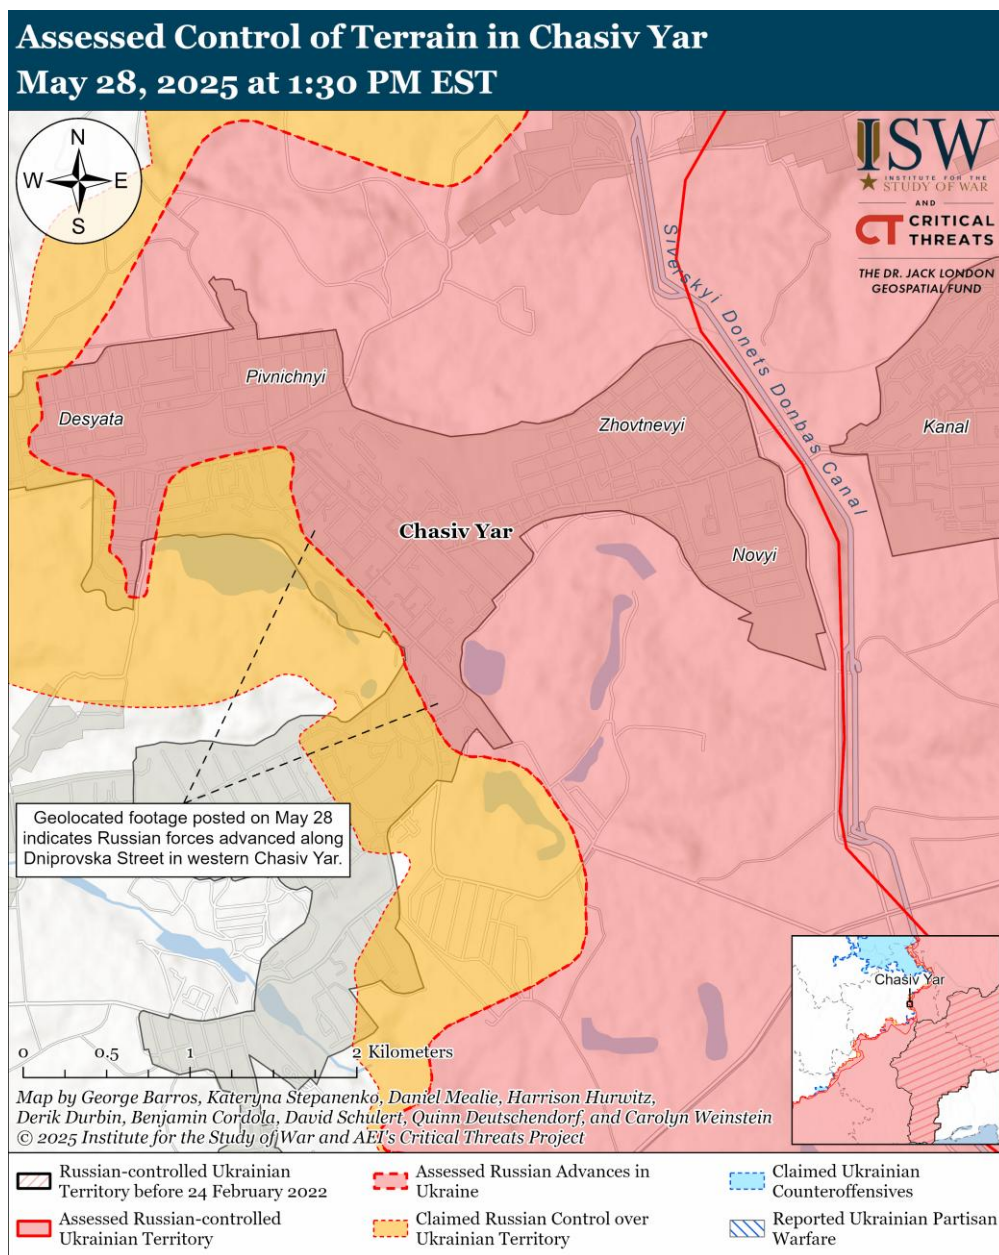 Assessed Control of Terrain in Chasiv Yar
May 28, 2025 at 1:30 PM EST
N
W E
S
ISW
INSTITUTE FOR THE
STUDY OF WAR
AND
CT CRITICAL
THREATS
THE DR. JACK LONDON
GEOSPATIAL FUND
Siverskyi Donets Donbas Canal
Pivnichnyi
Desyata
Zhovtnevyi
Kanal
Chasiv Yar
Novyi
Geolocated footage posted on May 28
indicates Russian forces advanced along
Dniprovska Street in western Chasiv Yar.
Chasiv Yar
0 0.5 1 2 Kilometers
Map by George Barros, Kateryna Stepanenko, Daniel Mealie, Harrison Hurwitz,
Derik Durbin, Benjamin Cordola, David Schulert, Quinn Deutschendorf, and Carolyn Weinstein
© 2025 Institute for the Study of War and AEI's Critical Threats Project
Russian-controlled Ukrainian
Territory before 24 February 2022
Assessed Russian Advances in
Ukraine
Claimed Ukrainian
Counteroffensives
Assessed Russian-controlled
Ukrainian Territory
Claimed Russian Control over
Ukrainian Territory
Reported Ukrainian Partisan
Warfare